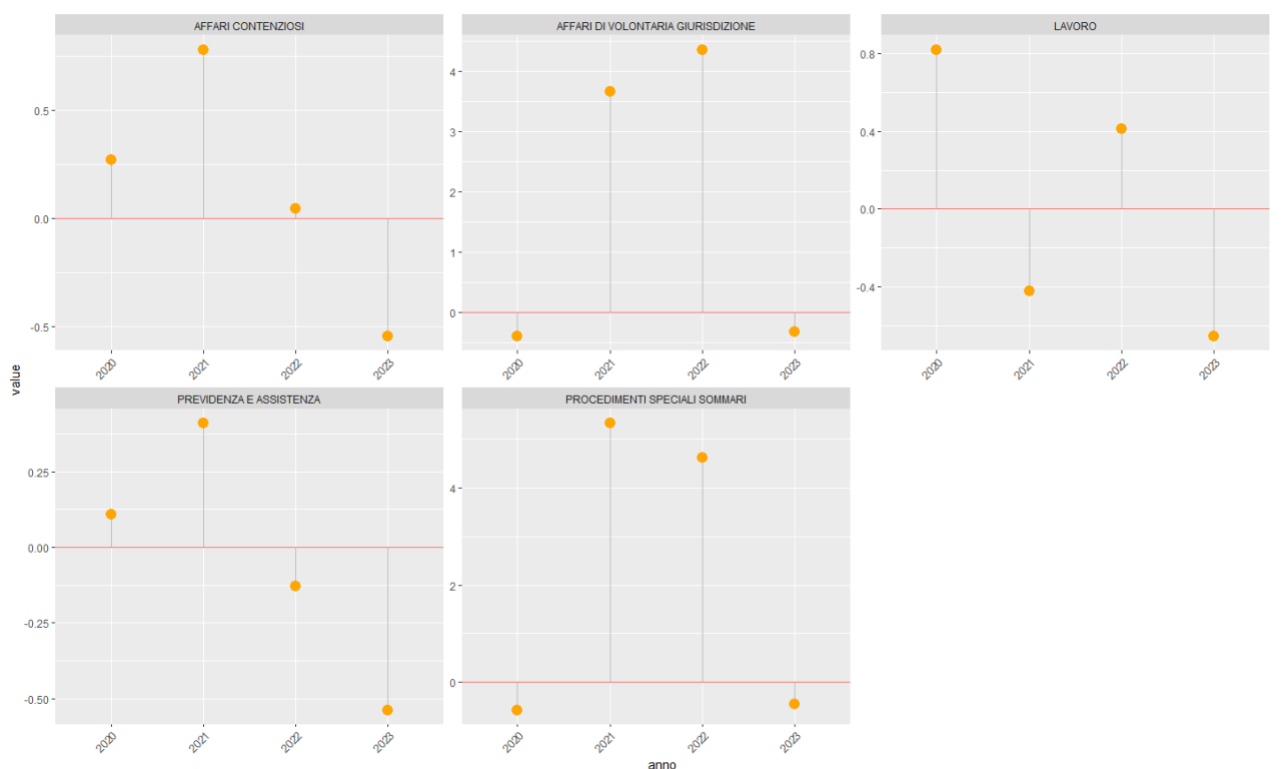 AFFARI CONTENZIOSI
AFFARI DI VOLONTARIA GIURISDIZIONE
LAVORO
0.5
0.0
-0.5
4
3
2
1
0
0.8
0.4
0.0
-0.4
2020 2021 2022 2023
2020 2021 2022 2023
2020 2021 2022 2023
value
PREVIDENZA E ASSISTENZA
PROCEDIMENTI SPECIALI SOMMARI
0.25
0.00
-0.25
-0.50
4
2
0
2020 2021 2022 2023
2020 2021 2022 2023
anno